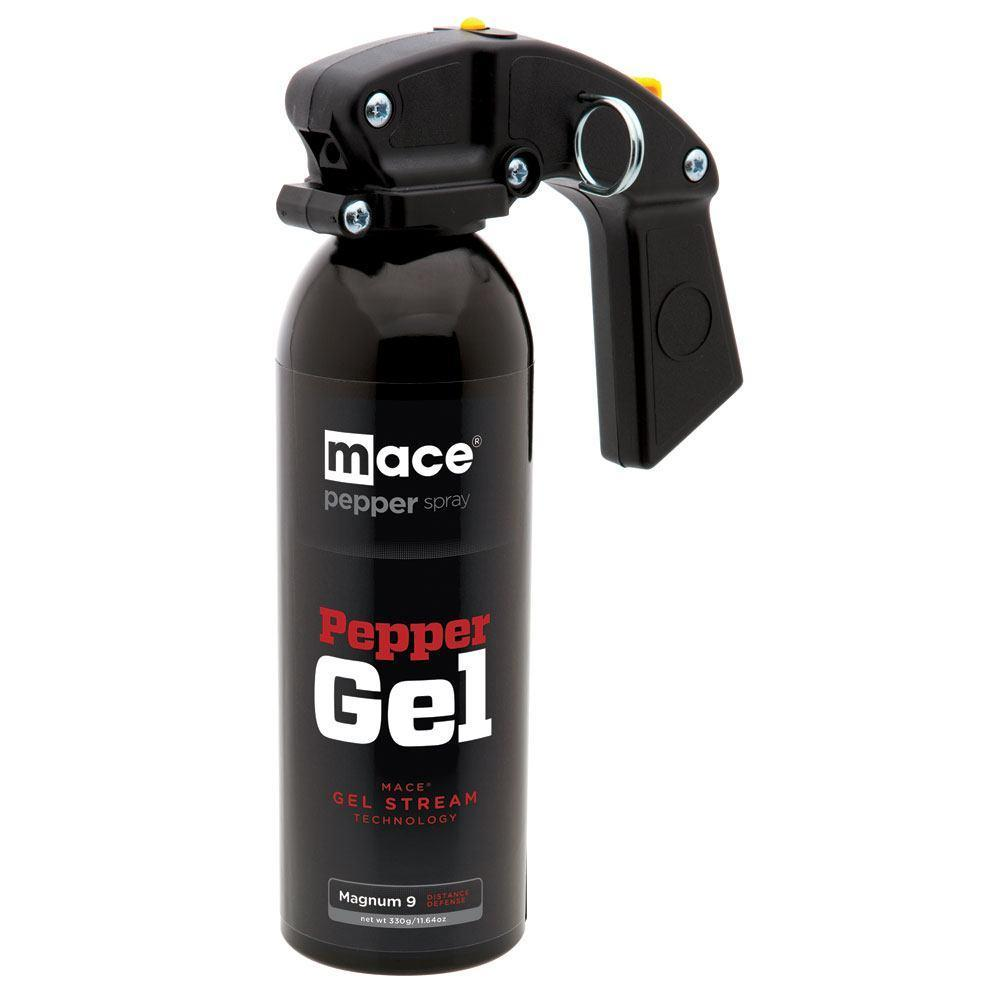 mace®
pepper spray
Pepper
Gel
MACE®
GEL STREAM
TECHNOLOGY
Magnum 9 DISTANCE DEFENSE
net wt 330g/11.64oz